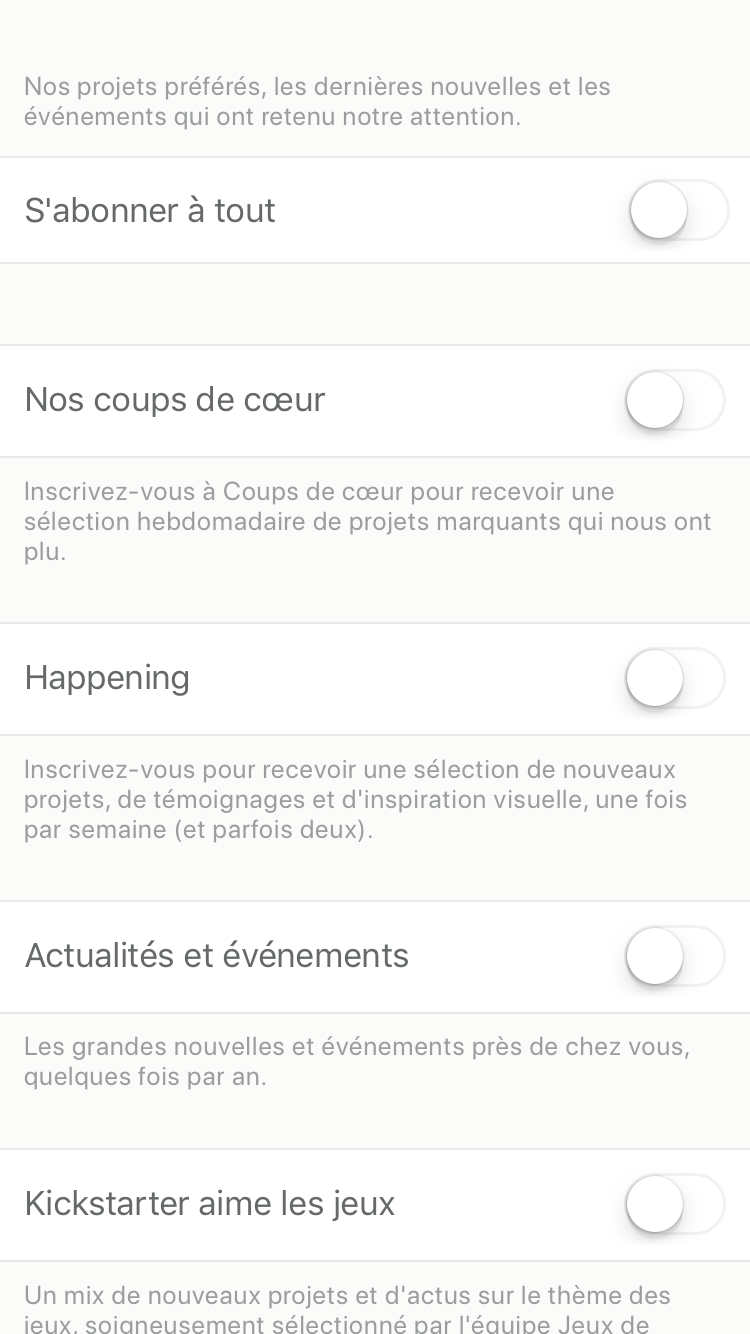 Nos projets préférés, les dernières nouvelles et les
événements qui ont retenu notre attention.
S'abonner à tout
Nos coups de cœur
Inscrivez-vous à Coups de cœur pour recevoir une
sélection hebdomadaire de projets marquants qui nous ont
plu.
Happening
Inscrivez-vous pour recevoir une sélection de nouveaux
projets, de témoignages et d'inspiration visuelle, une fois
par semaine (et parfois deux).
Actualités et événements
Les grandes nouvelles et événements près de chez vous,
quelques fois par an.
Kickstarter aime les jeux
Un mix de nouveaux projets et d'actus sur le thème des
jeux, soigneusement sélectionné par l'équipe Jeux de